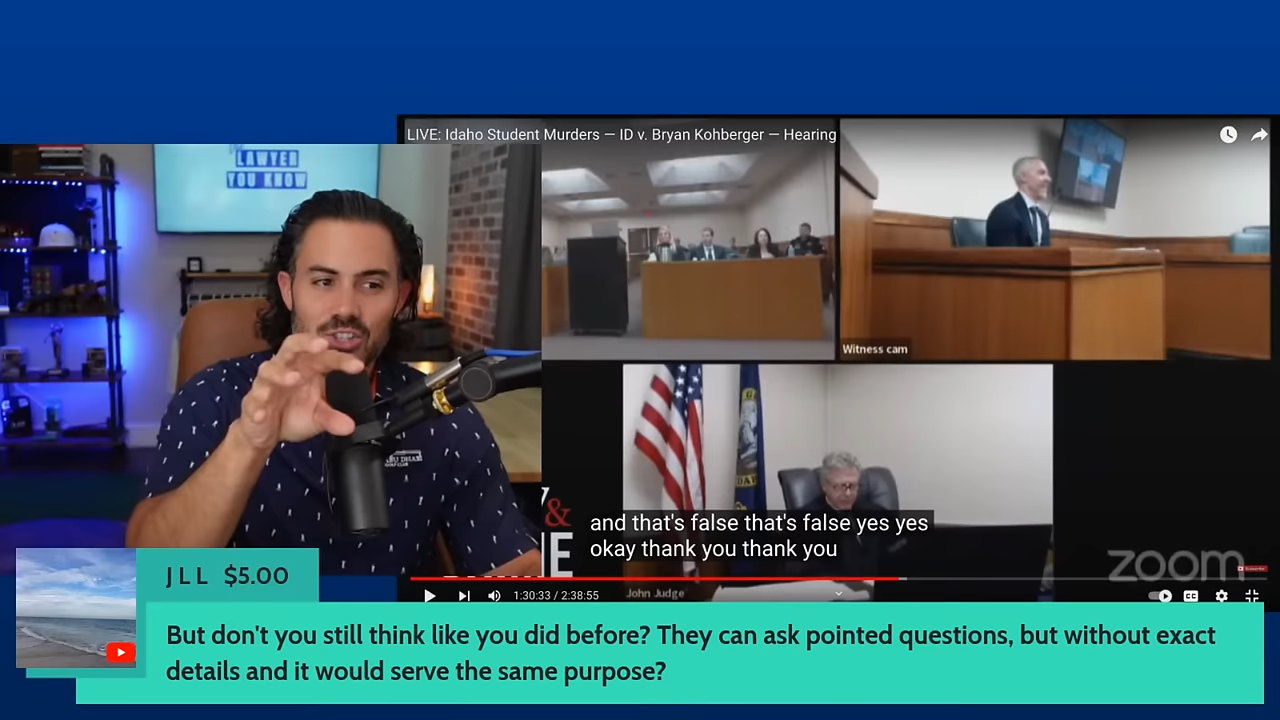 LIVE: Idaho Student Murders — ID v. Bryan Kohberger — Hearing
LAWYER
YOU KNOW
Witness cam
and that's false that's false yes yes
okay thank you thank you
&
zoom
1:30:33 / 2:38:55
John Judge
CC
J L L $5.00
But don't you still think like you did before? They can ask pointed questions, but without exact
details and it would serve the same purpose?